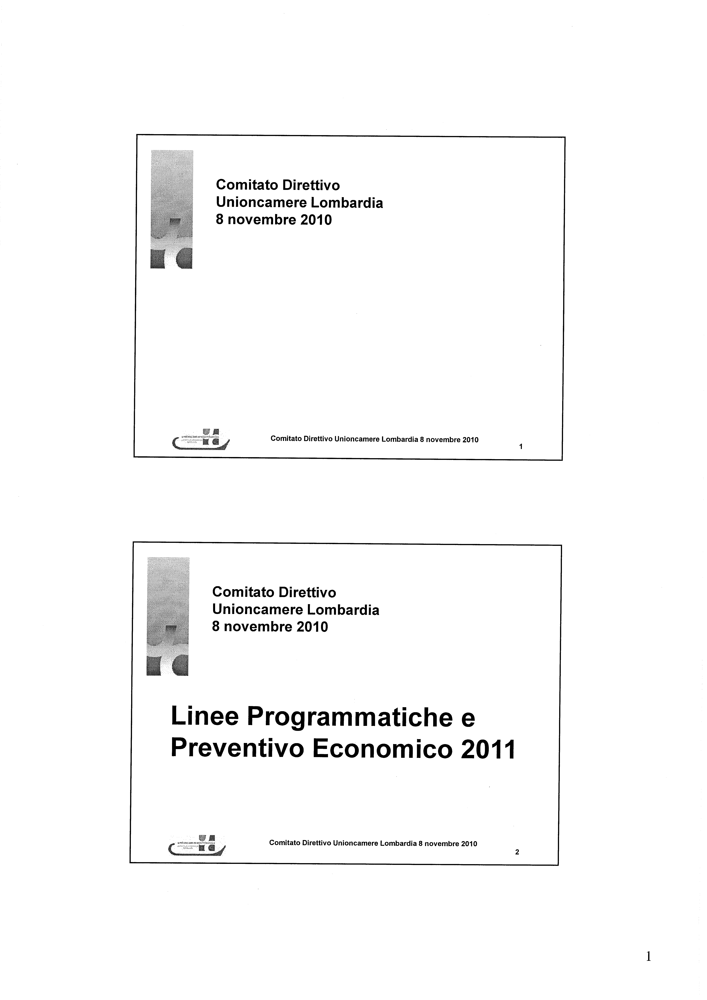 Comitato Direttivo
Unioncamere Lombardia
8 novembre 2010
Comitato Direttivo Unioncamere Lombardia 8 novembre 2010
1
Comitato Direttivo
Unioncamere Lombardia
8 novembre 2010
Linee Programmatiche e
Preventivo Economico 2011
Comitato Direttivo Unioncamere Lombardia 8 novembre 2010
2
1